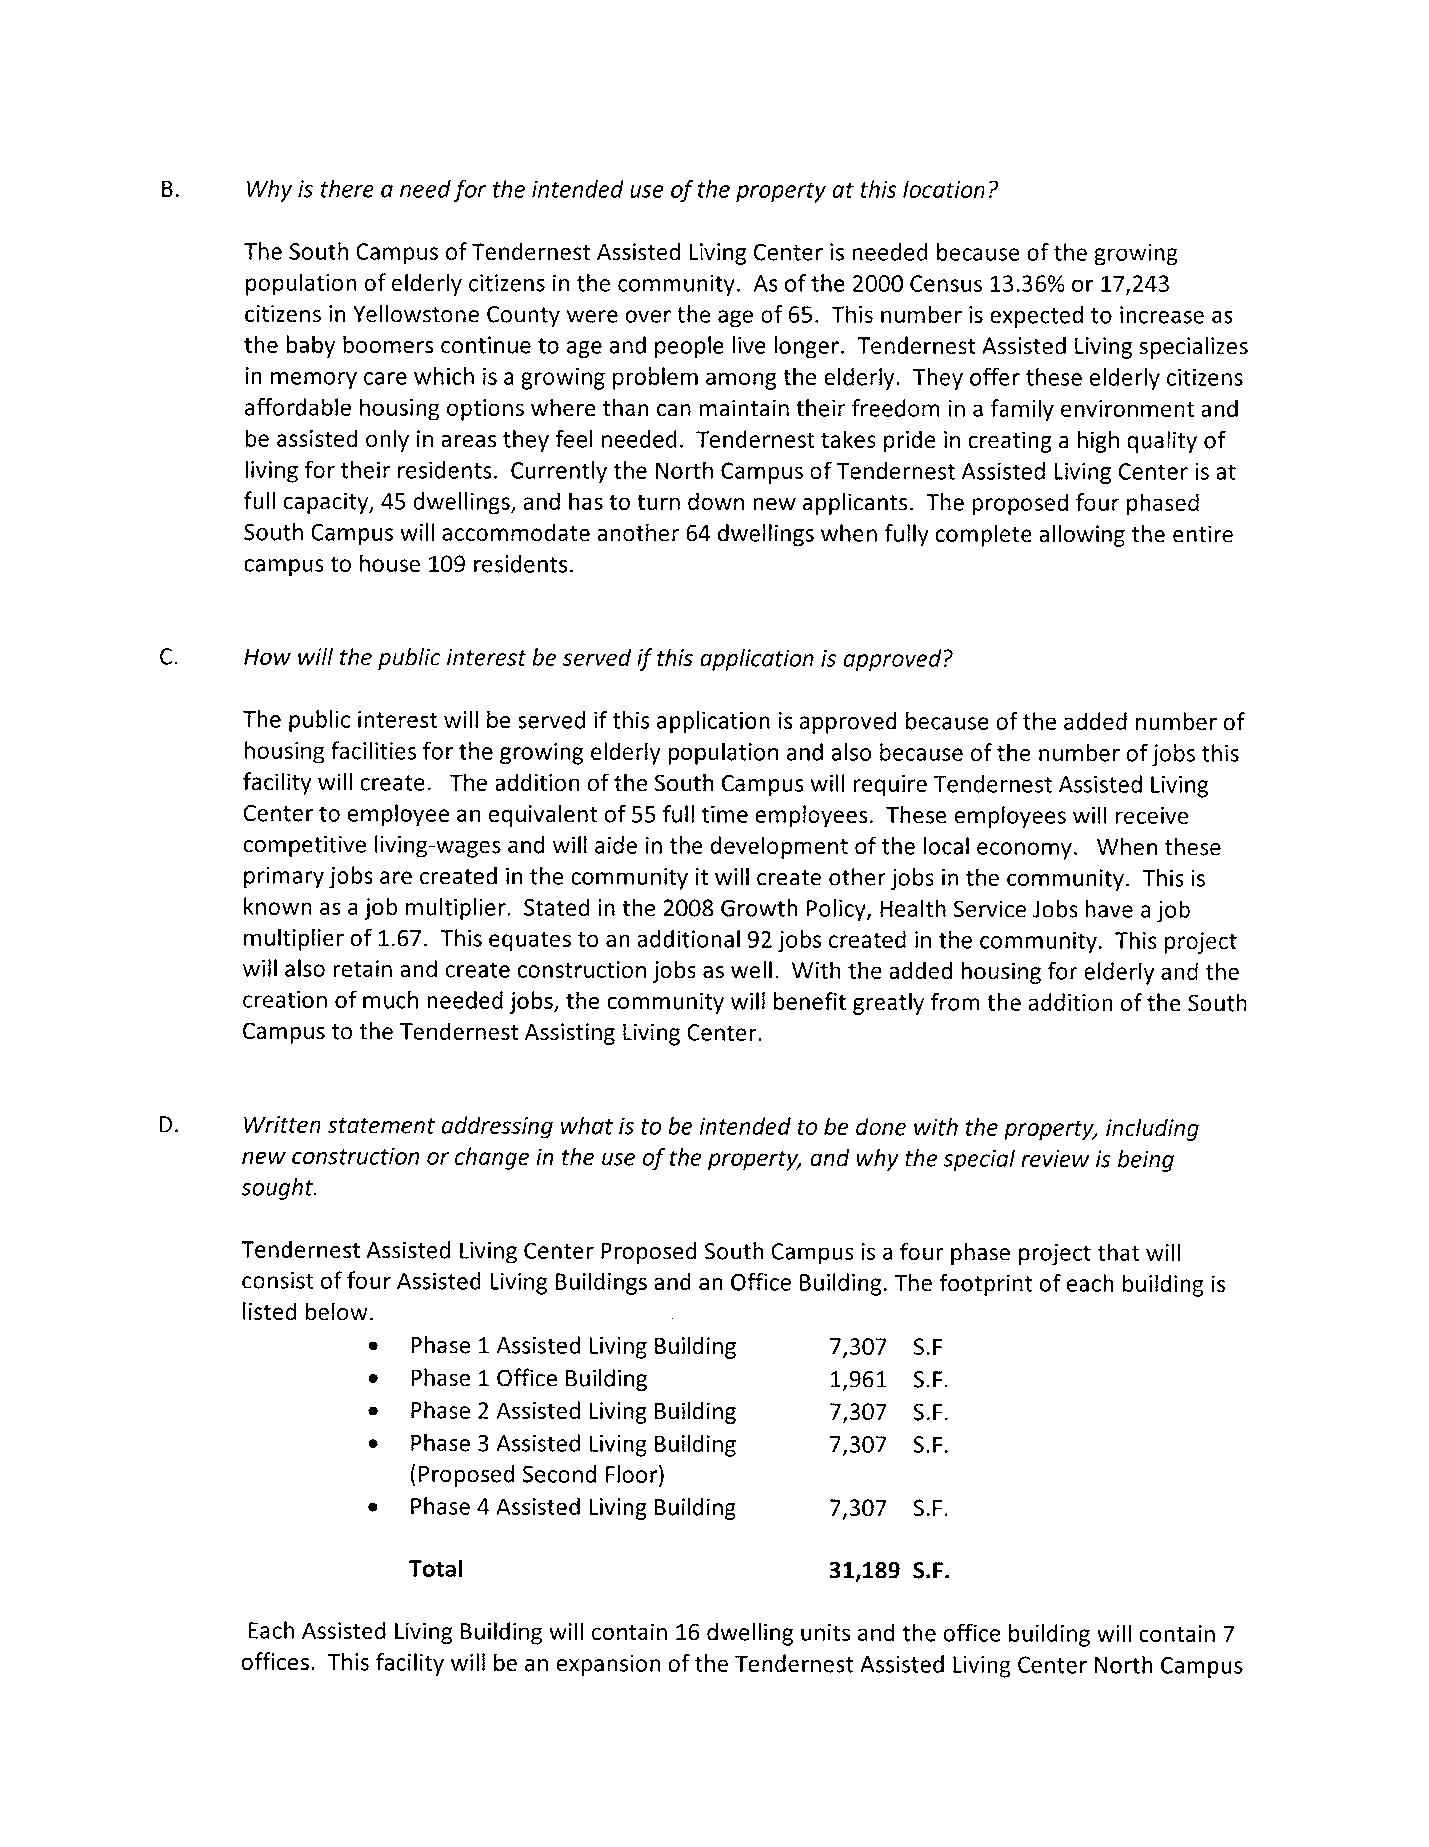 B. Why is there a need for the intended use of the property at this location?
The South Campus of Tendernest Assisted Living Center is needed because of the growing
population of elderly citizens in the community. As of the 2000 Census 13.36% or 17,243
citizens in Yellowstone County were over the age of 65. This number is expected to increase as
the baby boomers continue to age and people live longer. Tendernest Assisted Living specializes
in memory care which is a growing problem among the elderly. They offer these elderly citizens
affordable housing options where than can maintain their freedom in a family environment and
be assisted only in areas they feel needed. Tendernest takes pride in creating a high quality of
living for their residents. Currently the North Campus of Tendernest Assisted Living Center is at
full capacity, 45 dwellings, and has to turn down new applicants. The proposed four phased
South Campus will accommodate another 64 dwellings when fully complete allowing the entire
campus to house 109 residents.
C. How will the public interest be served if this application is approved?
The public interest will be served if this application is approved because of the added number of
housing facilities for the growing elderly population and also because of the number of jobs this
facility will create. The addition of the South Campus will require Tendernest Assisted Living
Center to employee an equivalent of 55 full time employees. These employees will receive
competitive living-wages and will aide in the development of the local economy. When these
primary jobs are created in the community it will create other jobs in the community. This is
known as a job multiplier. Stated in the 2008 Growth Policy, Health Service Jobs have a job
multiplier of 1.67. This equates to an additional 92 jobs created in the community. This project
will also retain and create construction jobs as well. With the added housing for elderly and the
creation of much needed jobs, the community will benefit greatly from the addition of the South
Campus to the Tendernest Assisting Living Center.
D. Written statement addressing what is to be intended to be done with the property, including
new construction or change in the use of the property, and why the special review is being
sought.
Tendernest Assisted Living Center Proposed South Campus is a four phase project that will
consist of four Assisted Living Buildings and an Office Building. The footprint of each building is
listed below.
• Phase 1 Assisted Living Building 7,307 S.F
• Phase 1 Office Building 1,961 S.F.
• Phase 2 Assisted Living Building 7,307 S.F.
• Phase 3 Assisted Living Building 7,307 S.F.
(Proposed Second Floor)
• Phase 4 Assisted Living Building 7,307 S.F.
Total 31,189 S.F.
Each Assisted Living Building will contain 16 dwelling units and the office building will contain 7
offices. This facility will be an expansion of the Tendernest Assisted Living Center North Campus